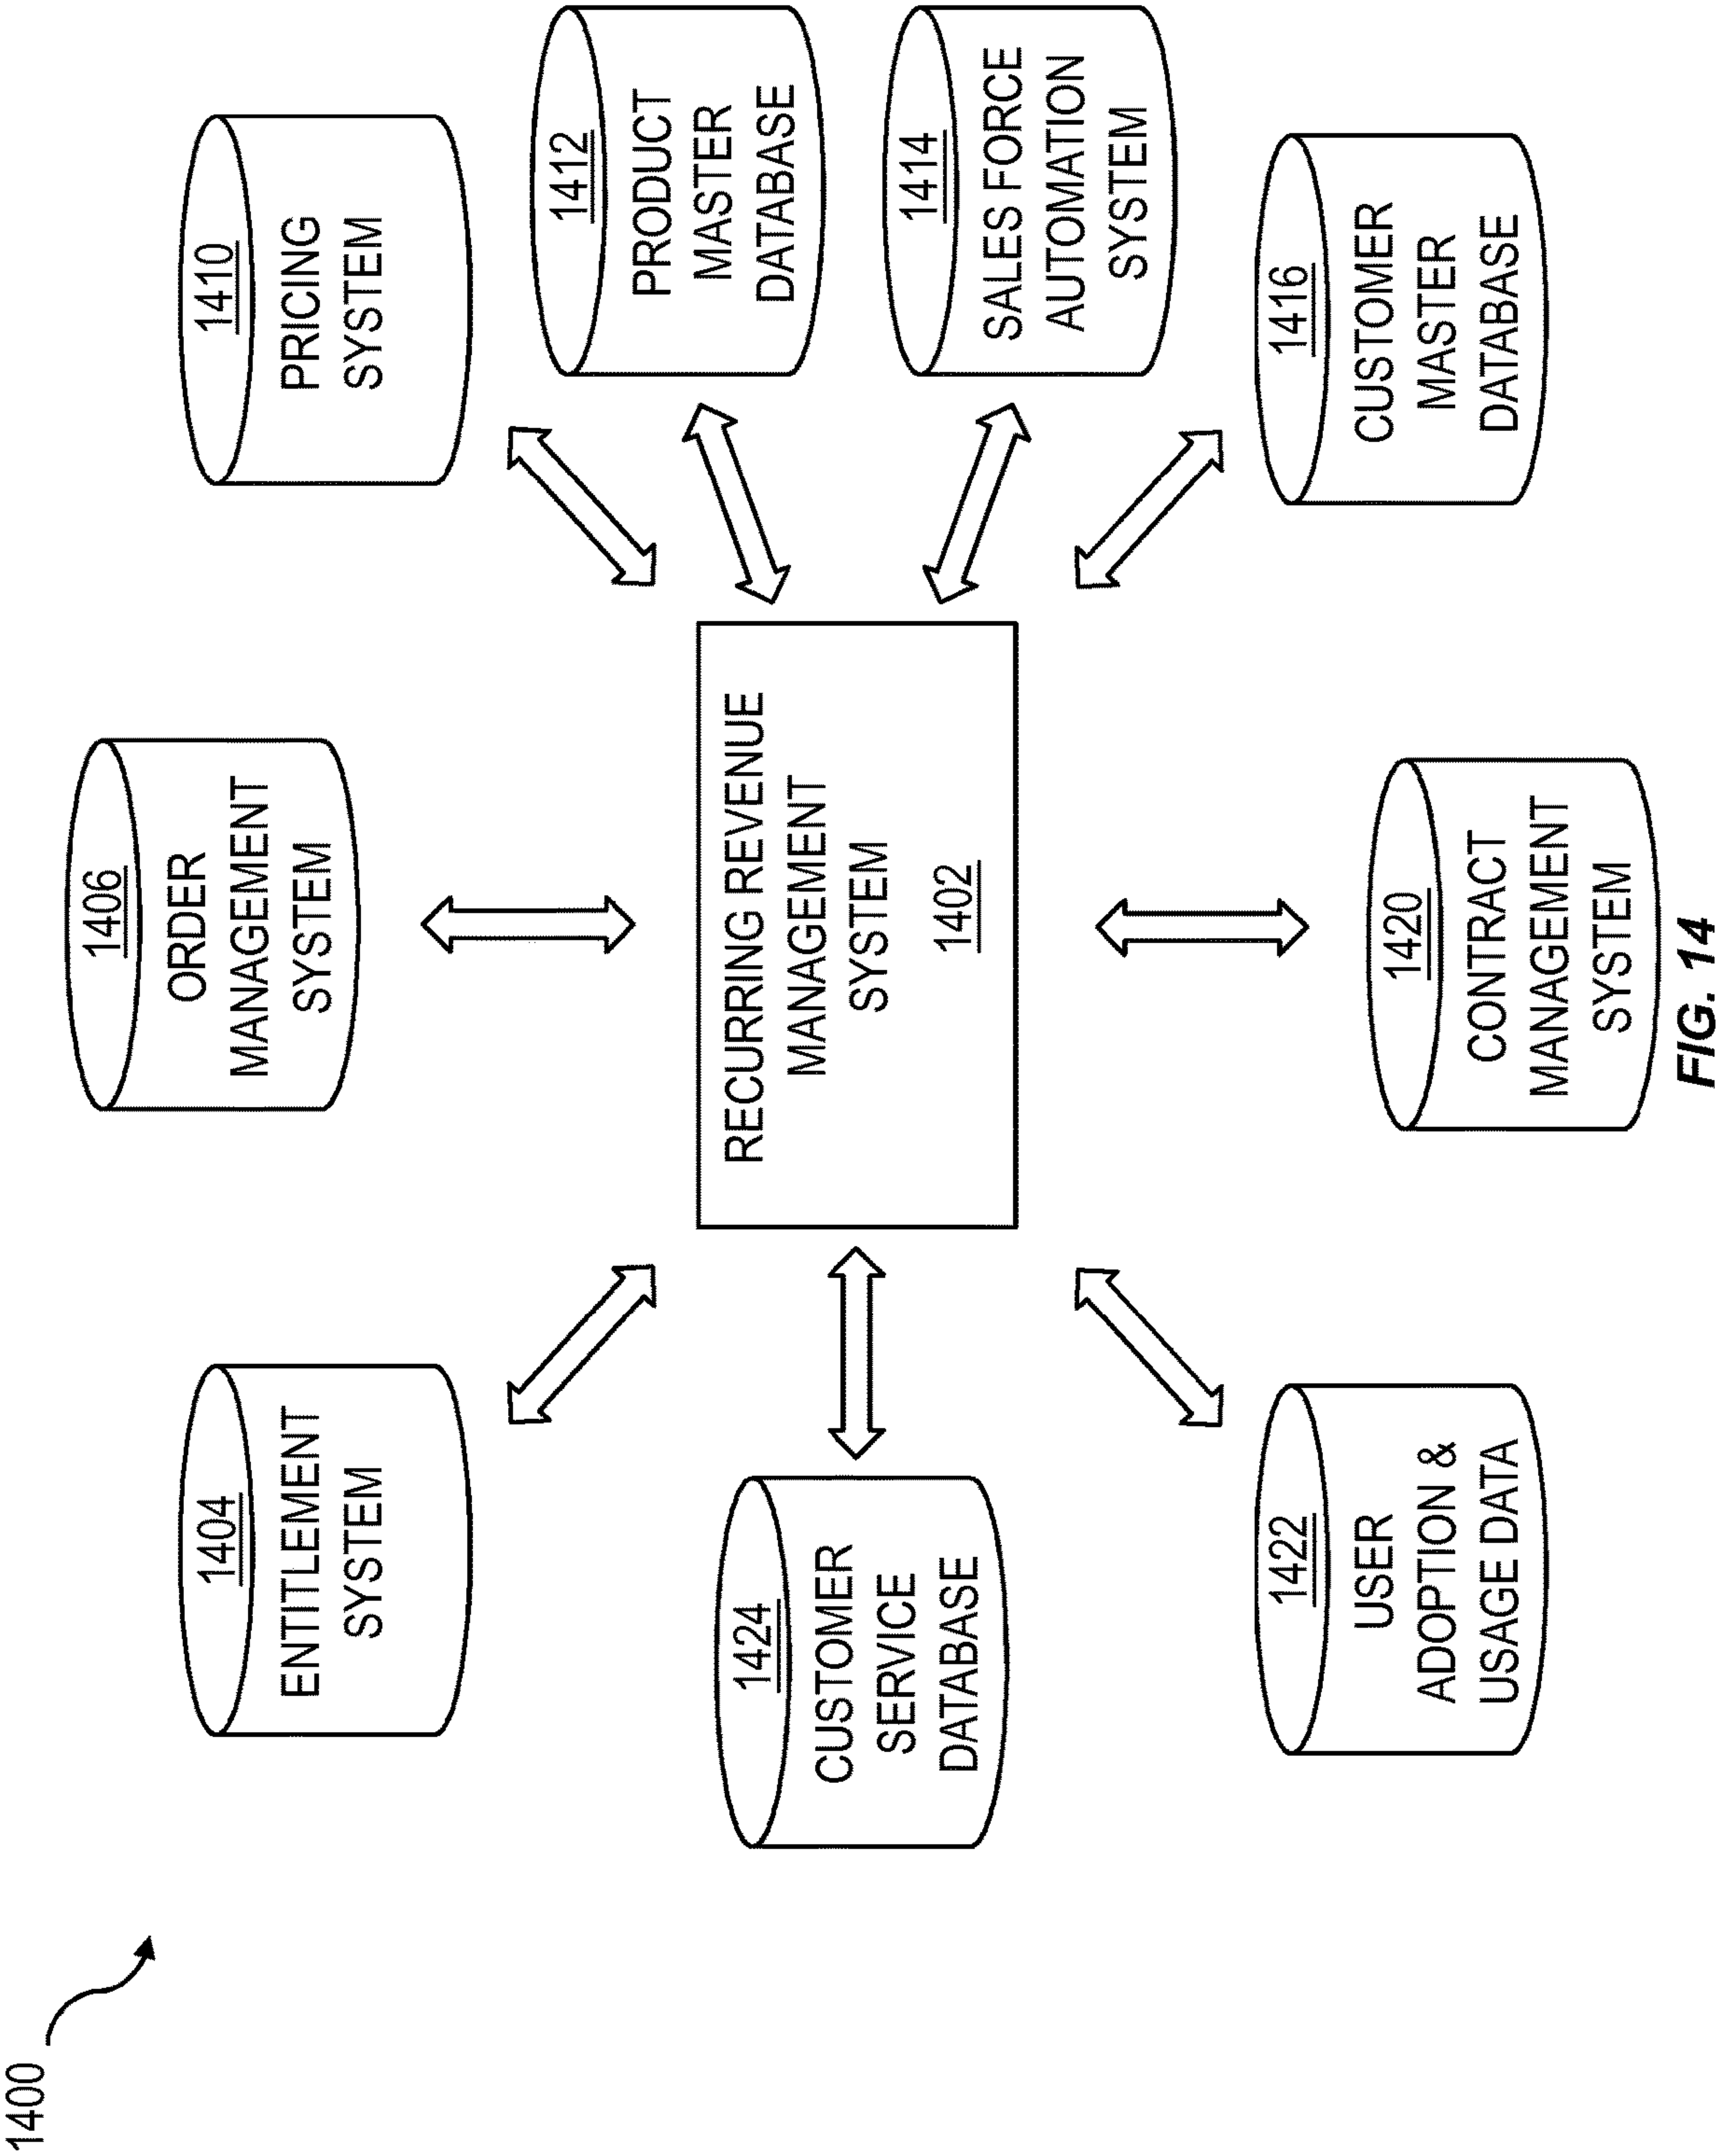 1400
1404
ENTITLEMENT
SYSTEM
1406
ORDER
MANAGEMENT
SYSTEM
1410
PRICING
SYSTEM
1412
PRODUCT
MASTER
DATABASE
1424
CUSTOMER
SERVICE
DATABASE
RECURRING REVENUE
MANAGEMENT
SYSTEM
1402
1414
SALES FORCE
AUTOMATION
SYSTEM
1422
USER
ADOPTION &
USAGE DATA
1420
CONTRACT
MANAGEMENT
SYSTEM
1416
CUSTOMER
MASTER
DATABASE
FIG. 14